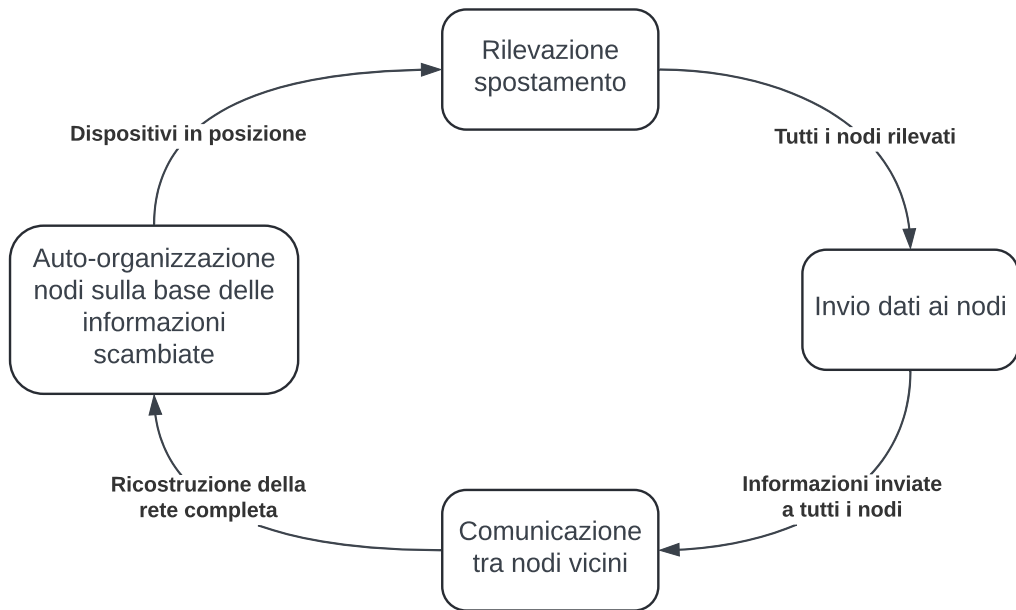 Rilevazione
spostamento
Dispositivi in posizione
Tutti i nodi rilevati
Auto-organizzazione
nodi sulla base delle
informazioni
scambiate
Invio dati ai nodi
Ricostruzione della
rete completa
Informazioni inviate
a tutti i nodi
Comunicazione
tra nodi vicini